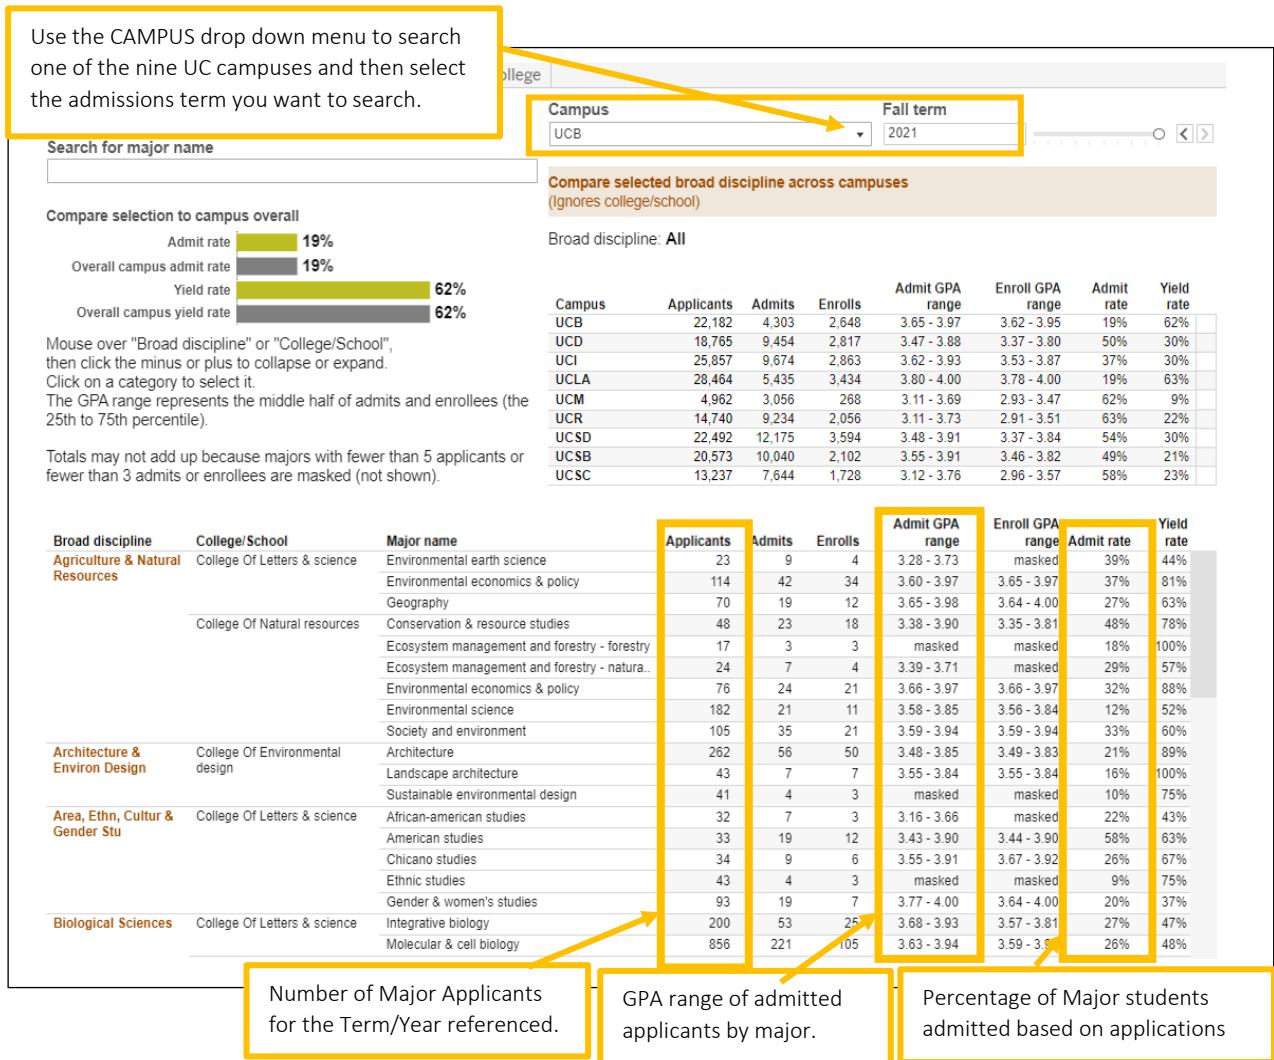 Use the CAMPUS drop down menu to search
one of the nine UC campuses and then select
the admissions term you want to search.
Campus
Fall term
UCB
2021
Search for major name
Compare selected broad discipline across campuses
(Ignores college/school)
Compare selection to campus overall
Admit rate 19%
Overall campus admit rate 19%
Yield rate 62%
Overall campus yield rate 62%
Mouse over "Broad discipline" or "College/School",
then click the minus or plus to collapse or expand.
Click on a category to select it.
The GPA range represents the middle half of admits and enrollees (the
25th to 75th percentile).
Totals may not add up because majors with fewer than 5 applicants or
fewer than 3 admits or enrollees are masked (not shown).
Broad discipline: All
Campus Applicants Admits Enrolls Admit GPA range Enroll GPA range Admit rate Yield rate
UCB 22,182 4,303 2,648 3.65 - 3.97 3.62 - 3.95 19% 62%
UCD 18,765 9,454 2,817 3.47 - 3.88 3.37 - 3.80 50% 30%
UCI 25,857 9,674 2,863 3.62 - 3.93 3.53 - 3.87 37% 30%
UCLA 28,464 5,435 3,434 3.80 - 4.00 3.78 - 4.00 19% 63%
UCM 4,962 3,056 268 3.11 - 3.69 2.93 - 3.47 62% 9%
UCR 14,740 9,234 2,056 3.11 - 3.73 2.91 - 3.51 63% 22%
UCSD 22,492 12,175 3,594 3.48 - 3.91 3.37 - 3.84 54% 30%
UCSB 20,573 10,040 2,102 3.55 - 3.91 3.46 - 3.82 49% 21%
UCSC 13,237 7,644 1,728 3.12 - 3.76 2.96 - 3.57 58% 23%
Broad discipline College/School Major name Applicants Admits Enrolls Admit GPA range Enroll GPA range Admit rate Yield rate
Agriculture & Natural Resources College Of Letters & science Environmental earth science 23 9 4 3.28 - 3.73 masked 39% 44%
Environmental economics & policy 114 42 34 3.60 - 3.97 3.65 - 3.97 37% 81%
Geography 70 19 12 3.65 - 3.98 3.64 - 4.00 27% 63%
College Of Natural resources Conservation & resource studies 48 23 18 3.38 - 3.90 3.35 - 3.81 48% 78%
Ecosystem management and forestry - forestry 17 3 3 masked masked 18% 100%
Ecosystem management and forestry - natura.. 24 7 4 3.39 - 3.71 masked 29% 57%
Environmental economics & policy 76 24 21 3.66 - 3.97 3.66 - 3.97 32% 88%
Environmental science 182 21 11 3.58 - 3.85 3.56 - 3.84 12% 52%
Society and environment 105 35 21 3.59 - 3.94 3.59 - 3.94 33% 60%
Architecture & Environ Design College Of Environmental design Architecture 262 56 50 3.48 - 3.85 3.49 - 3.83 21% 89%
Landscape architecture 43 7 7 3.55 - 3.84 3.55 - 3.84 16% 100%
Sustainable environmental design 41 4 3 masked masked 10% 75%
Area, Ethn, Cultur & Gender Stu College Of Letters & science African-american studies 32 7 3 3.16 - 3.66 masked 22% 43%
American studies 33 19 12 3.43 - 3.90 3.44 - 3.90 58% 63%
Chicano studies 34 9 6 3.55 - 3.91 3.67 - 3.92 26% 67%
Ethnic studies 43 4 3 masked masked 9% 75%
Gender & women's studies 93 19 7 3.77 - 4.00 3.64 - 4.00 20% 37%
Biological Sciences College Of Letters & science Integrative biology 200 53 25 3.68 - 3.93 3.57 - 3.81 27% 47%
Molecular & cell biology 856 221 105 3.63 - 3.94 3.59 - 26% 48%
Number of Major Applicants
for the Term/Year referenced.
GPA range of admitted
applicants by major.
Percentage of Major students
admitted based on applications